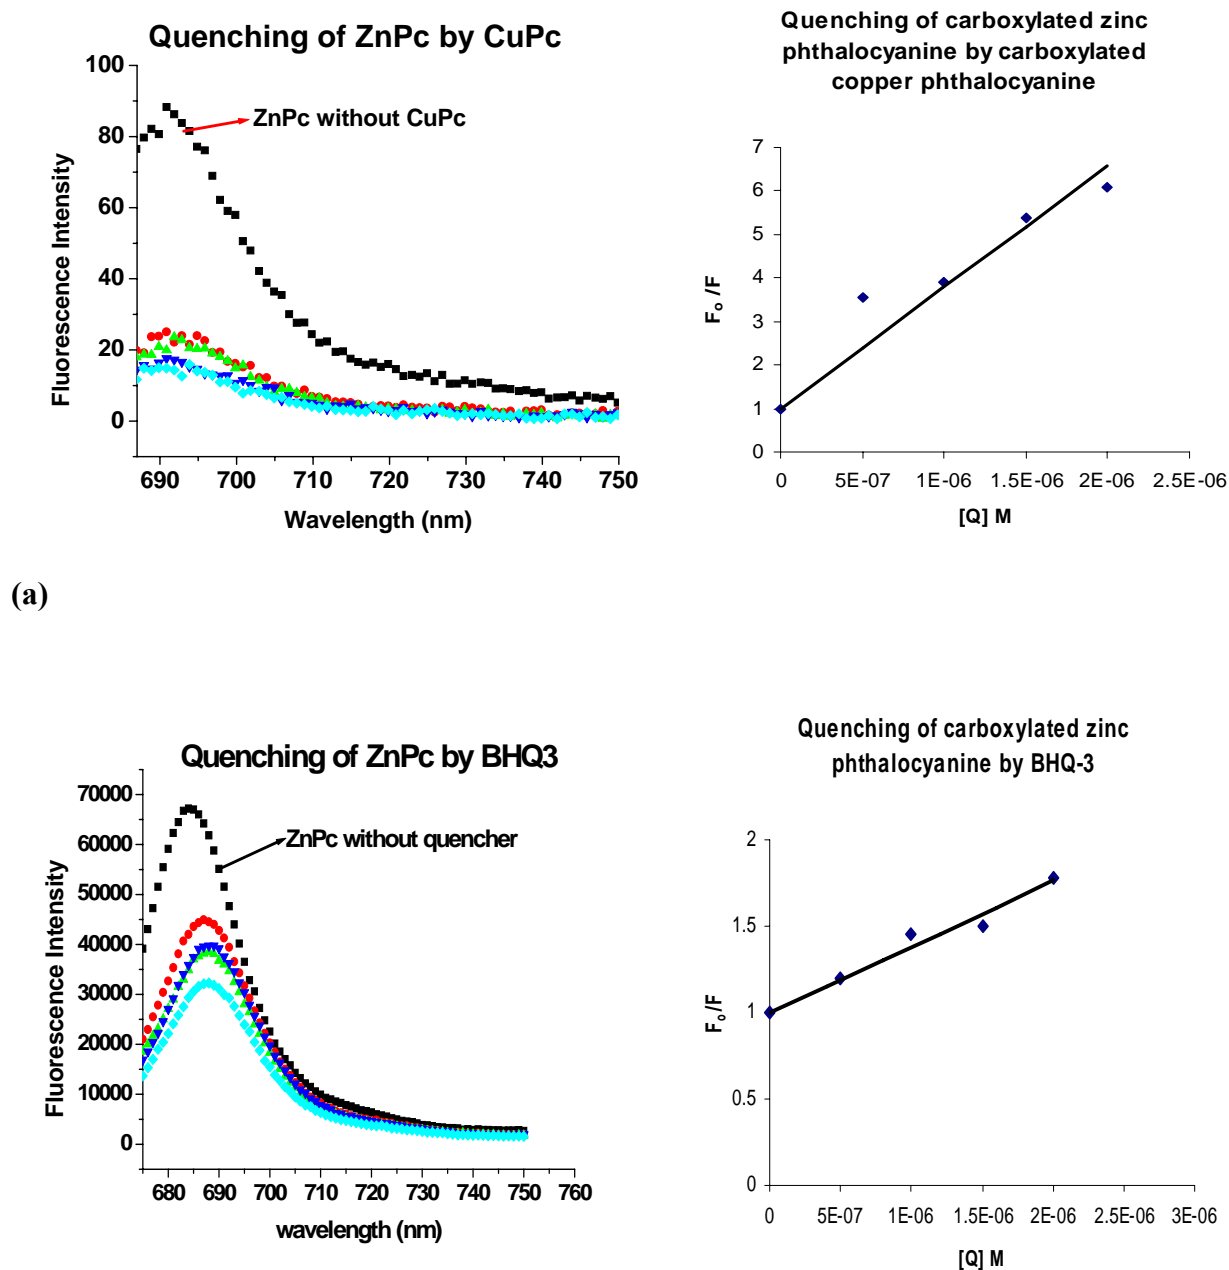 Quenching of ZnPc by CuPc
100
80
60
40
20
0
Fluorescence Intensity
ZnPc without CuPc
690 700 710 720 730 740 750
Wavelength (nm)
Quenching of carboxylated zinc
phthalocyanine by carboxylated
copper phthalocyanine
7
6
5
4
3
2
1
0
Fo /F
0 5E-07 1E-06 1.5E-06 2E-06 2.5E-06
[Q] M
(a)
Quenching of ZnPc by BHQ3
70000
60000
50000
40000
30000
20000
10000
0
Fluorescence Intensity
ZnPc without quencher
680 690 700 710 720 730 740 750 760
wavelength (nm)
Quenching of carboxylated zinc
phthalocyanine by BHQ-3
2
1.5
1
0.5
0
Fo/F
0 5E-07 1E-06 1.5E-06 2E-06 2.5E-06 3E-06
[Q] M